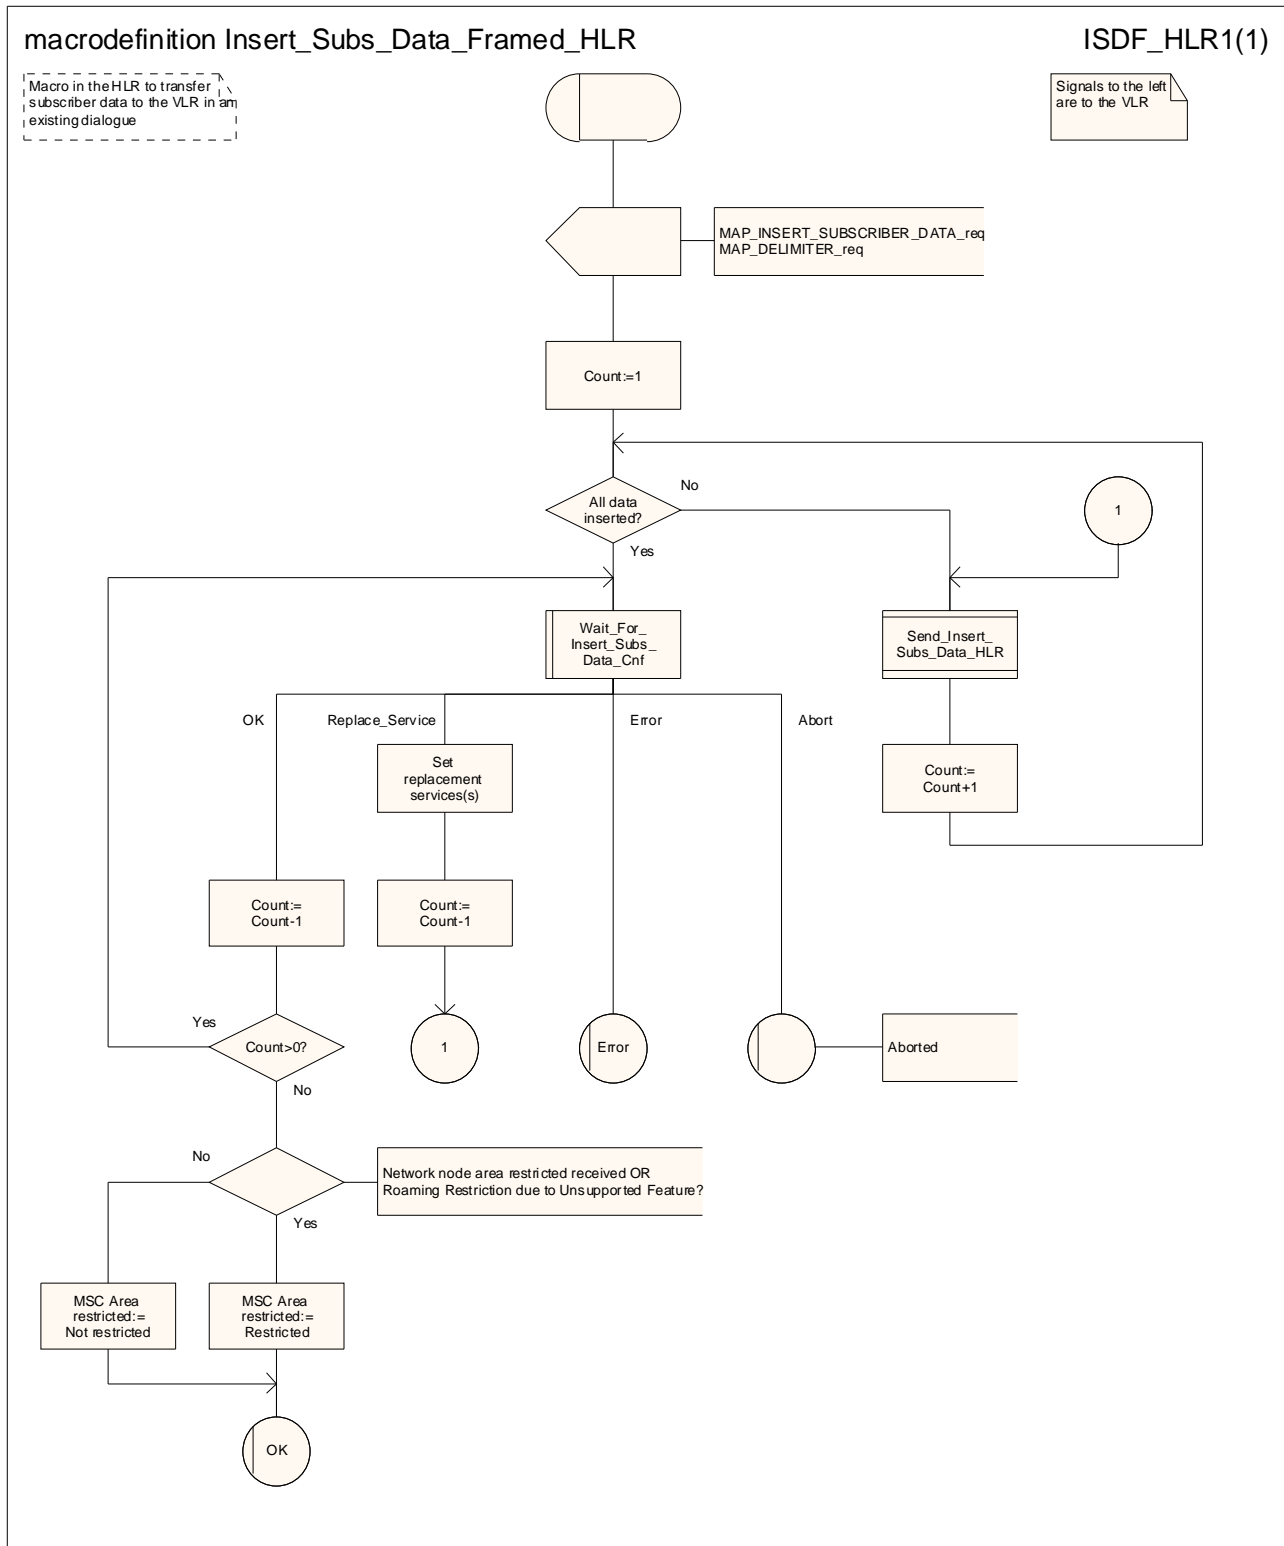 macrodefinition Insert_Subs_Data_Framed_HLR
ISDF_HLR1(1)
Macro in the HLR to transfer
subscriber data to the VLR in an
existing dialogue
Signals to the left
are to the VLR
MAP_INSERT_SUBSCRIBER_DATA_req
MAP_DELIMITER_req
Count:=1
All data
inserted?
No
1
Yes
Wait_For_
Insert_Subs_
Data_Cnf
Send_Insert_
Subs_Data_HLR
OK
Replace_Service
Error
Abort
Set
replacement
services(s)
Count:=
Count+1
Count:=
Count-1
Count:=
Count-1
Yes
Count>0?
1
Error
Aborted
No
No
Network node area restricted received OR
Roaming Restriction due to Unsupported Feature?
Yes
MSC Area
restricted:=
Not restricted
MSC Area
restricted:=
Restricted
OK